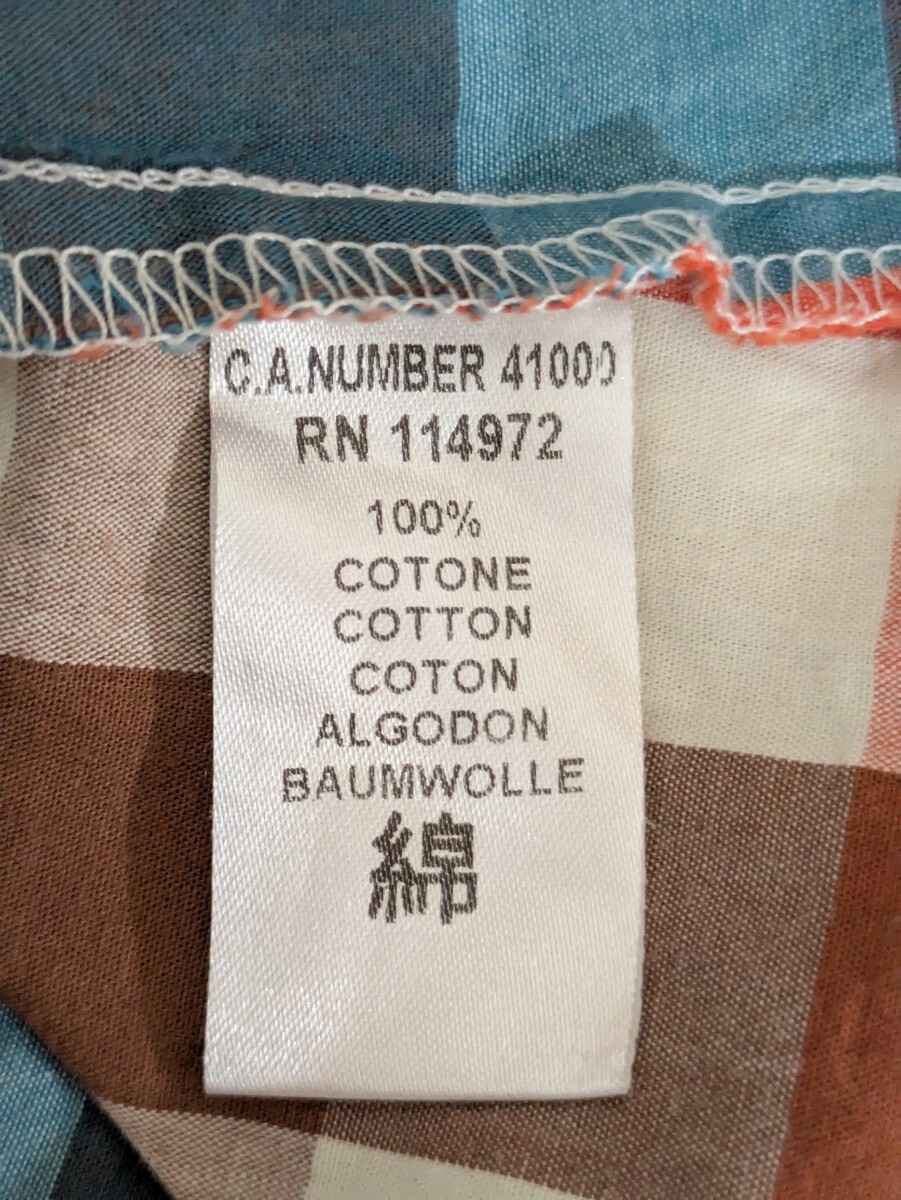 C.A.NUMBER 41000
RN 114972
100%
COTONE
COTTON
COTON
ALGODON
BAUMWOLLE
綿